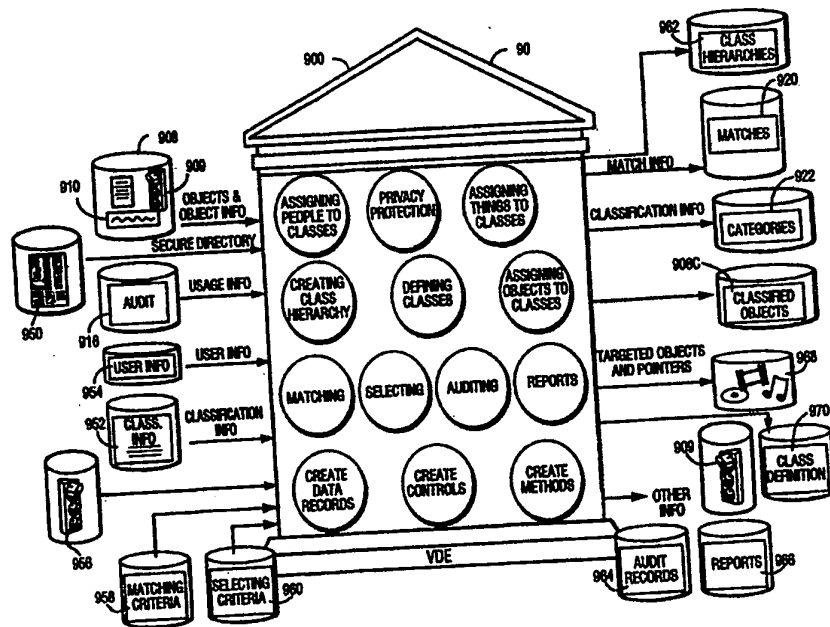 900
90
962
CLASS
HIERARCHIES
920
MATCHES
908
909
910
OBJECTS &
OBJECT INFO
SECURE DIRECTORY
950
AUDIT
916
USAGE INFO
USER INFO
954
USER INFO
952
CLASS.
INFO
CLASSIFICATION
INFO
956
MATCHING
CRITERIA
958
SELECTING
CRITERIA
960
ASSIGNING
PEOPLE TO
CLASSES
PRIVACY
PROTECTION
ASSIGNING
THINGS TO
CLASSES
CREATING
CLASS
HIERARCHY
DEFINING
CLASSES
ASSIGNING
OBJECTS TO
CLASSES
MATCHING
SELECTING
AUDITING
REPORTS
CREATE
DATA
RECORDS
CREATE
CONTROLS
CREATE
METHODS
VDE
MATCH INFO
CLASSIFICATION INFO
922
CATEGORIES
908C
CLASSIFIED
OBJECTS
TARGETED OBJECTS
AND POINTERS
968
970
CLASS
DEFINITION
909
OTHER
INFO
AUDIT
RECORDS
964
REPORTS
966